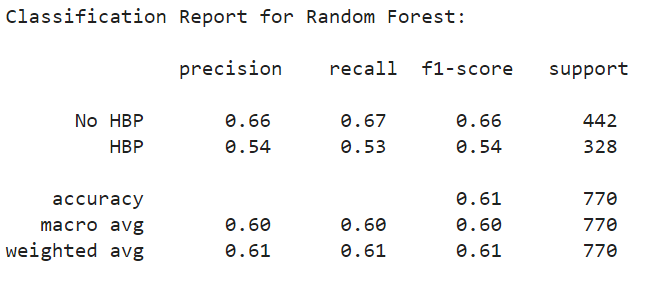 Classification Report for Random Forest:
precision recall f1-score support
No HBP 0.66 0.67 0.66 442
HBP 0.54 0.53 0.54 328
accuracy 0.61 770
macro avg 0.60 0.60 0.60 770
weighted avg 0.61 0.61 0.61 770